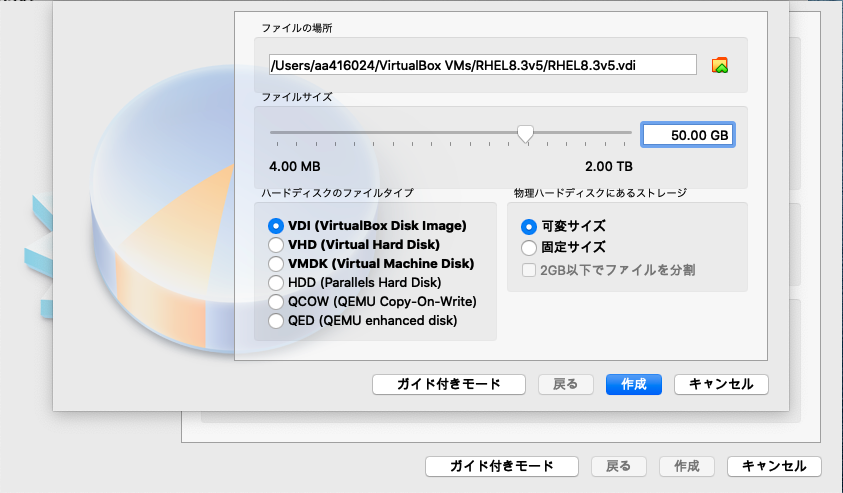 ファイルの場所
/Users/aa416024/VirtualBox VMs/RHEL8.3v5/RHEL8.3v5.vdi
ファイルサイズ
50.00 GB
4.00 MB
2.00 TB
ハードディスクのファイルタイプ
VDI (VirtualBox Disk Image)
VHD (Virtual Hard Disk)
VMDK (Virtual Machine Disk)
HDD (Parallels Hard Disk)
QCOW (QEMU Copy-On-Write)
QED (QEMU enhanced disk)
物理ハードディスクにあるストレージ
可変サイズ
固定サイズ
2GB以下でファイルを分割
ガイド付きモード
戻る
作成
キャンセル
ガイド付きモード
戻る
作成
キャンセル